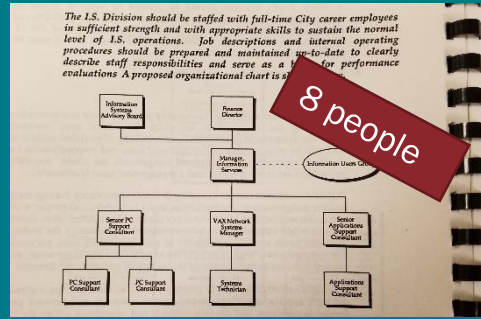 The I.S. Division should be staffed with full-time City career employees
in sufficient strength and with appropriate skills to sustain the normal
level of I.S. operations. Job descriptions and internal operating
procedures should be prepared and maintained up-to-date to clearly
describe staff responsibilities and serve as a for performance
evaluations A proposed organizational chart is
8 people
Information
Systems
Advisory Board
Finance
Director
Manager,
Information
Services
Information Users
Senior PC
Support
Consultant
VAX Network
Systems
Manager
Senior
Applications
Support
Consultant
PC Support
Consultant
PC Support
Consultant
Systems
Technician
Applications
Support
Consultant